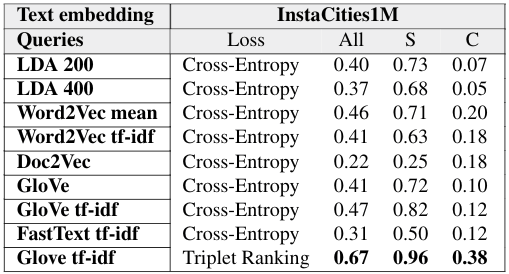 Text embedding InstaCities1M
Queries Loss All S C
LDA 200 Cross-Entropy 0.40 0.73 0.07
LDA 400 Cross-Entropy 0.37 0.68 0.05
Word2Vec mean Cross-Entropy 0.46 0.71 0.20
Word2Vec tf-idf Cross-Entropy 0.41 0.63 0.18
Doc2Vec Cross-Entropy 0.22 0.25 0.18
GloVe Cross-Entropy 0.41 0.72 0.10
GloVe tf-idf Cross-Entropy 0.47 0.82 0.12
FastText tf-idf Cross-Entropy 0.31 0.50 0.12
Glove tf-idf Triplet Ranking 0.67 0.96 0.38